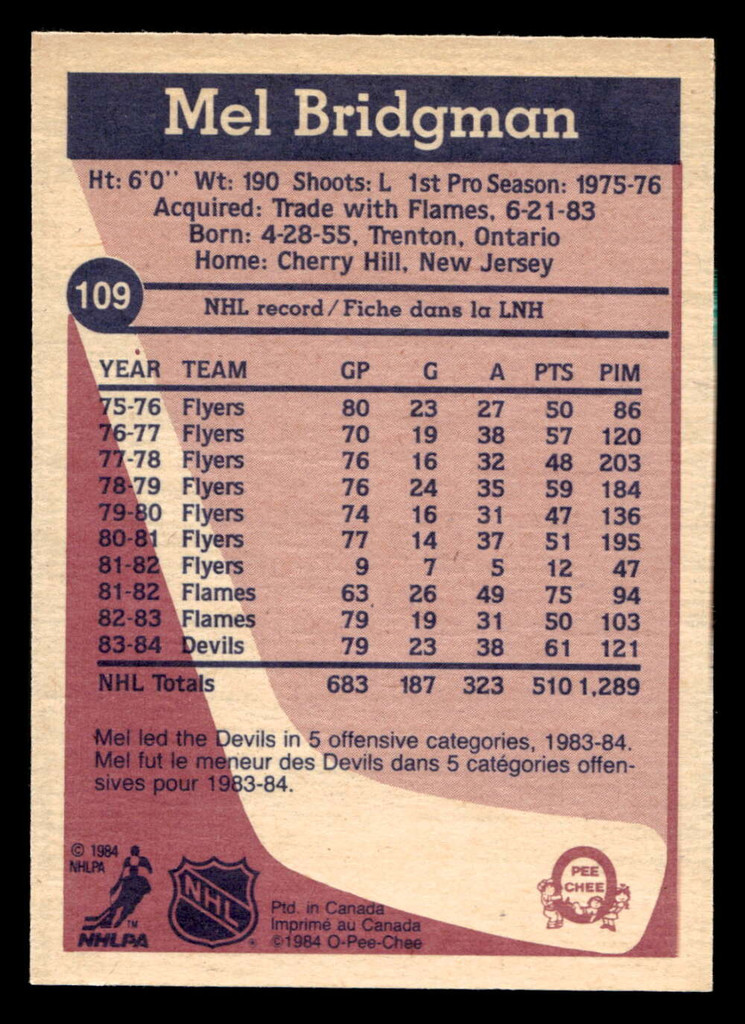 Mel Bridgman
Ht: 6'0'' Wt: 190 Shoots: L 1st Pro Season: 1975-76
Acquired: Trade with Flames, 6-21-83
Born: 4-28-55, Trenton, Ontario
Home: Cherry Hill, New Jersey
109
NHL record / Fiche dans la LNH
YEAR TEAM GP G A PTS PIM
75-76 Flyers 80 23 27 50 86
76-77 Flyers 70 19 38 57 120
77-78 Flyers 76 16 32 48 203
78-79 Flyers 76 24 35 59 184
79-80 Flyers 74 16 31 47 136
80-81 Flyers 77 14 37 51 195
81-82 Flyers 9 7 5 12 47
81-82 Flames 63 26 49 75 94
82-83 Flames 79 19 31 50 103
83-84 Devils 79 23 38 61 121
NHL Totals 683 187 323 510 1,289
Mel led the Devils in 5 offensive categories, 1983-84.
Mel fut le meneur des Devils dans 5 catégories offen-
sives pour 1983-84.
© 1984
NHLPA
TM
NHLPA
NHL
®
Ptd. in Canada
Imprimé au Canada
©1984 O-Pee-Chee
O
PEE
CHEE